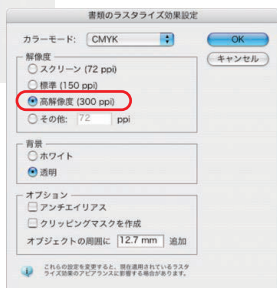 書類のラスタライズ効果設定
カラーモード: CMYK
OK
キャンセル
解像度
スクリーン (72 ppi)
標準 (150 ppi)
高解像度 (300 ppi)
その他: 72 ppi
背景
ホワイト
透明
オプション
アンチエイリアス
クリッピングマスクを作成
オブジェクトの周囲に 12.7 mm 追加
これらの設定を変更すると、現在適用されているラスタ
ライズ効果のアピアランスに影響する場合があります。